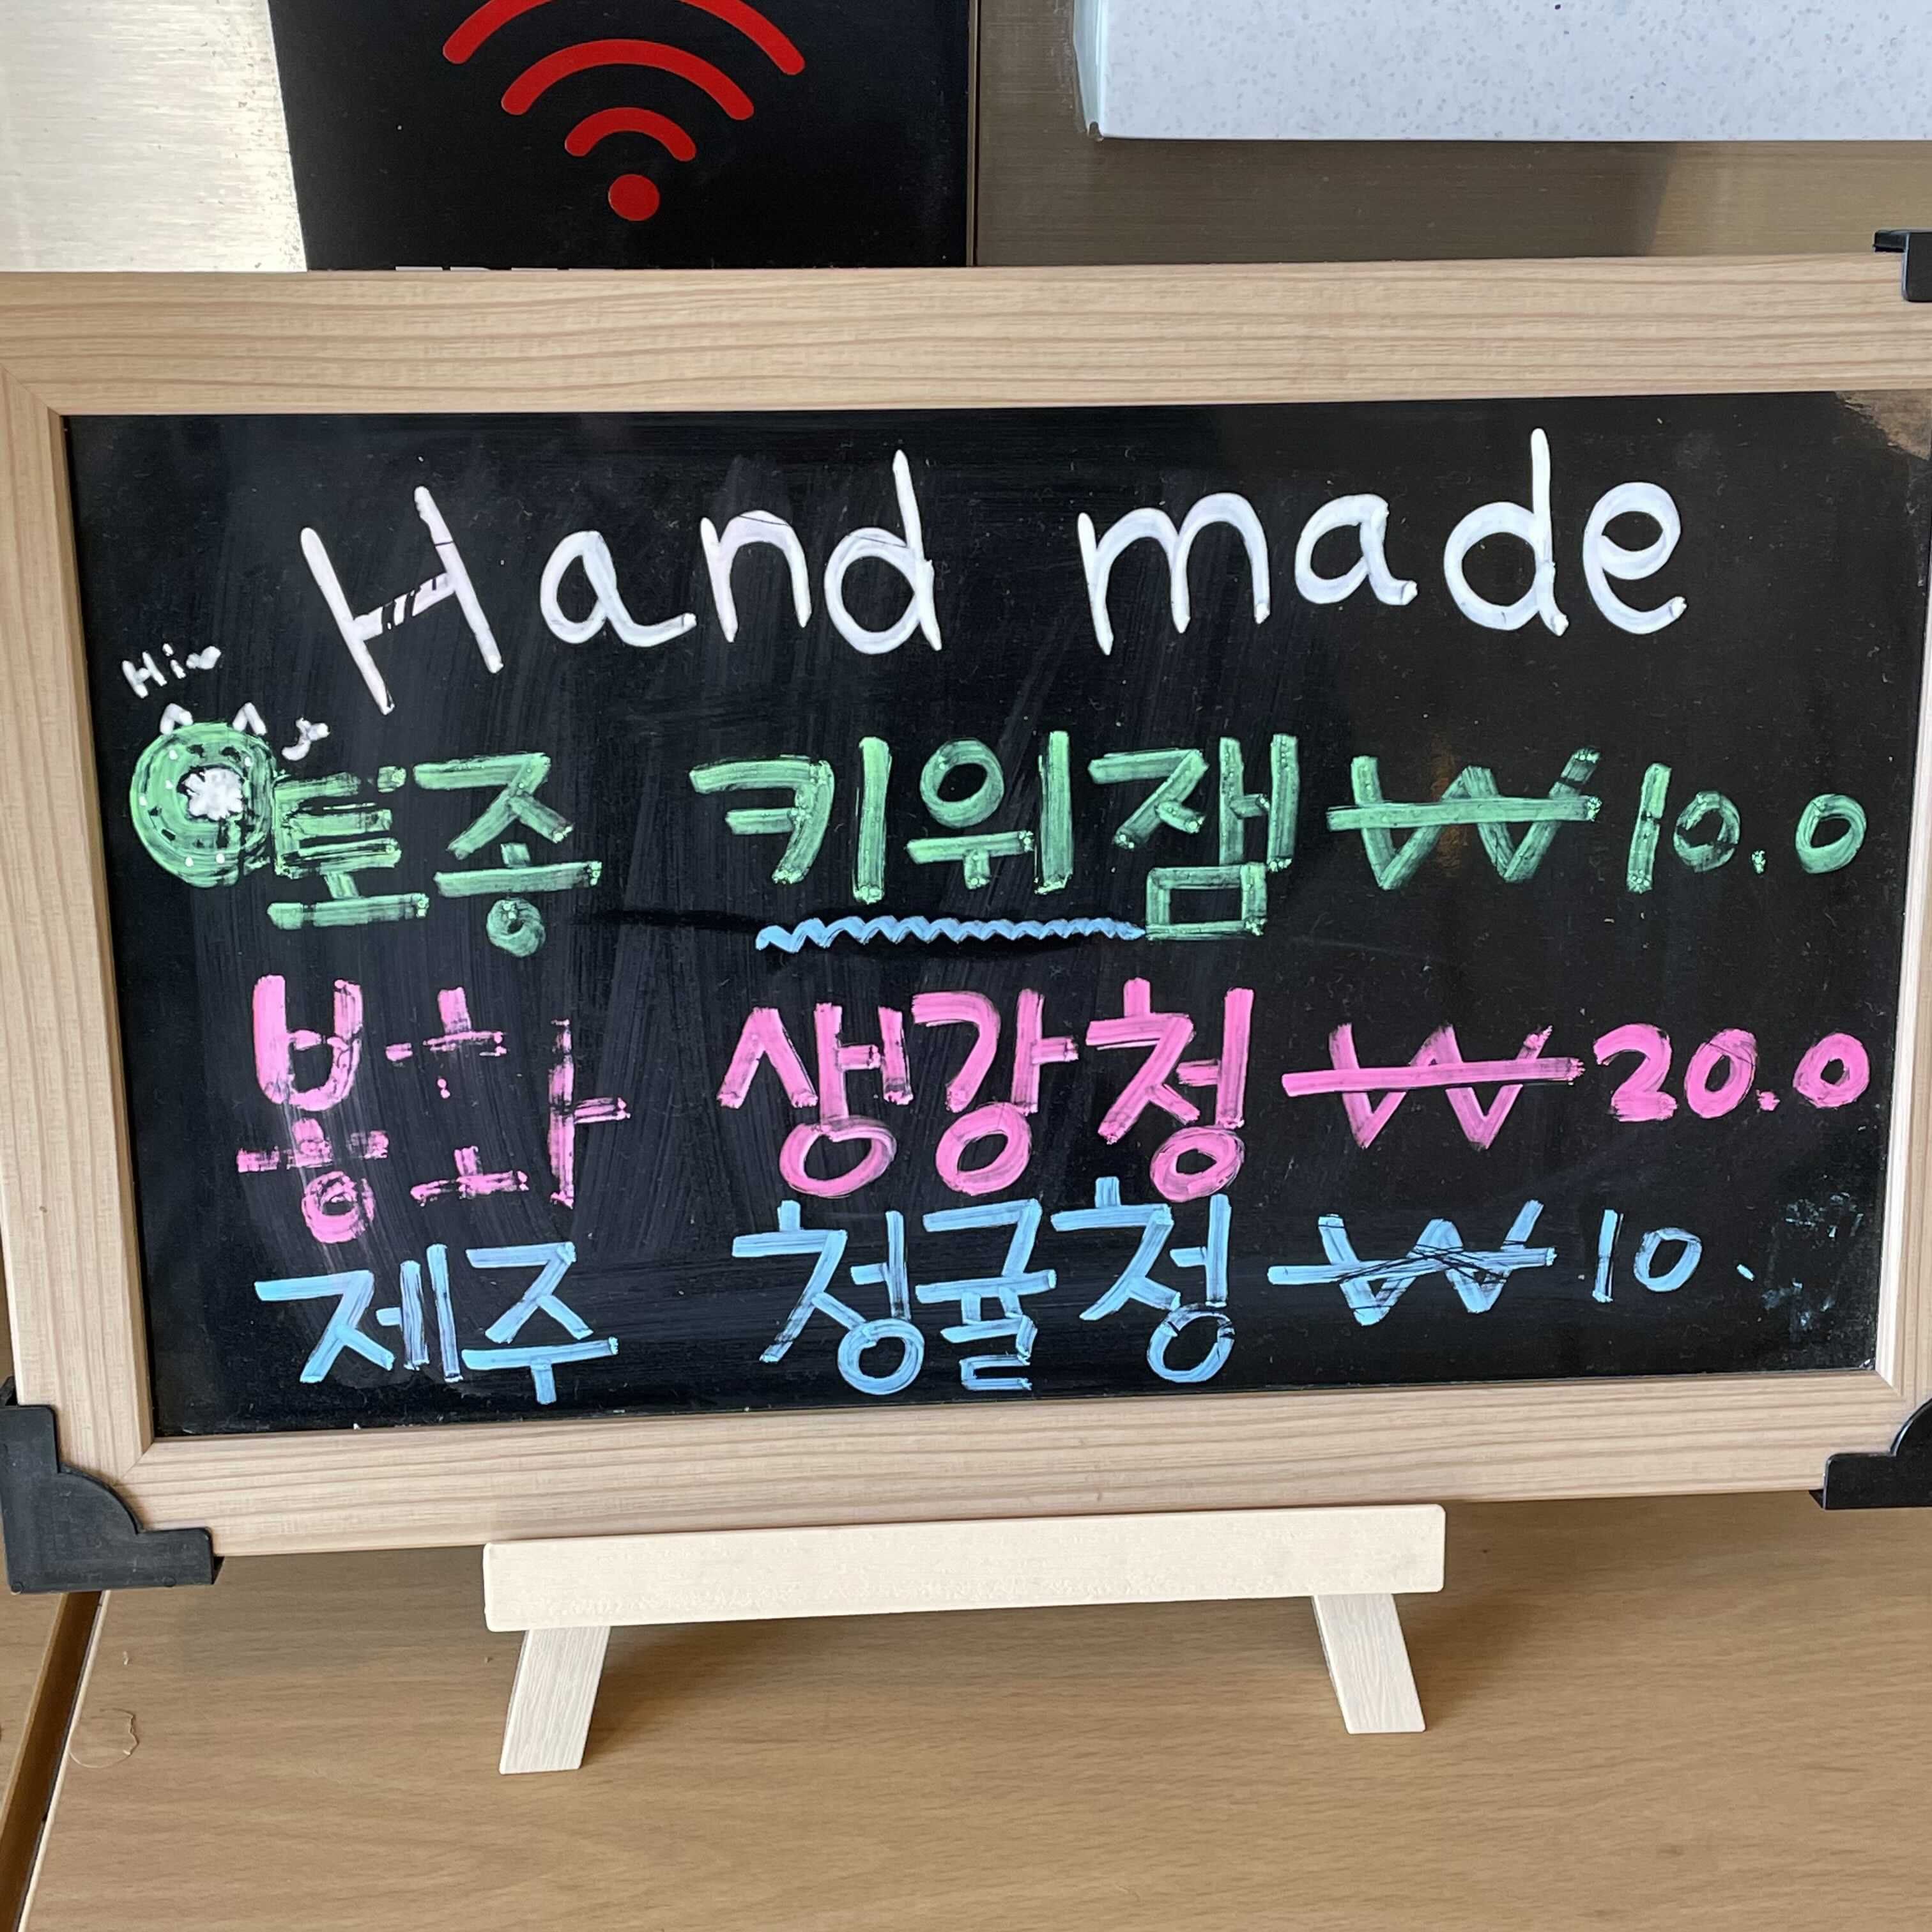 Hand made
Hi~
토종 키위잼 ₩10.0
봉화 생강청 ₩20.0
제주 청귤청 ₩10.